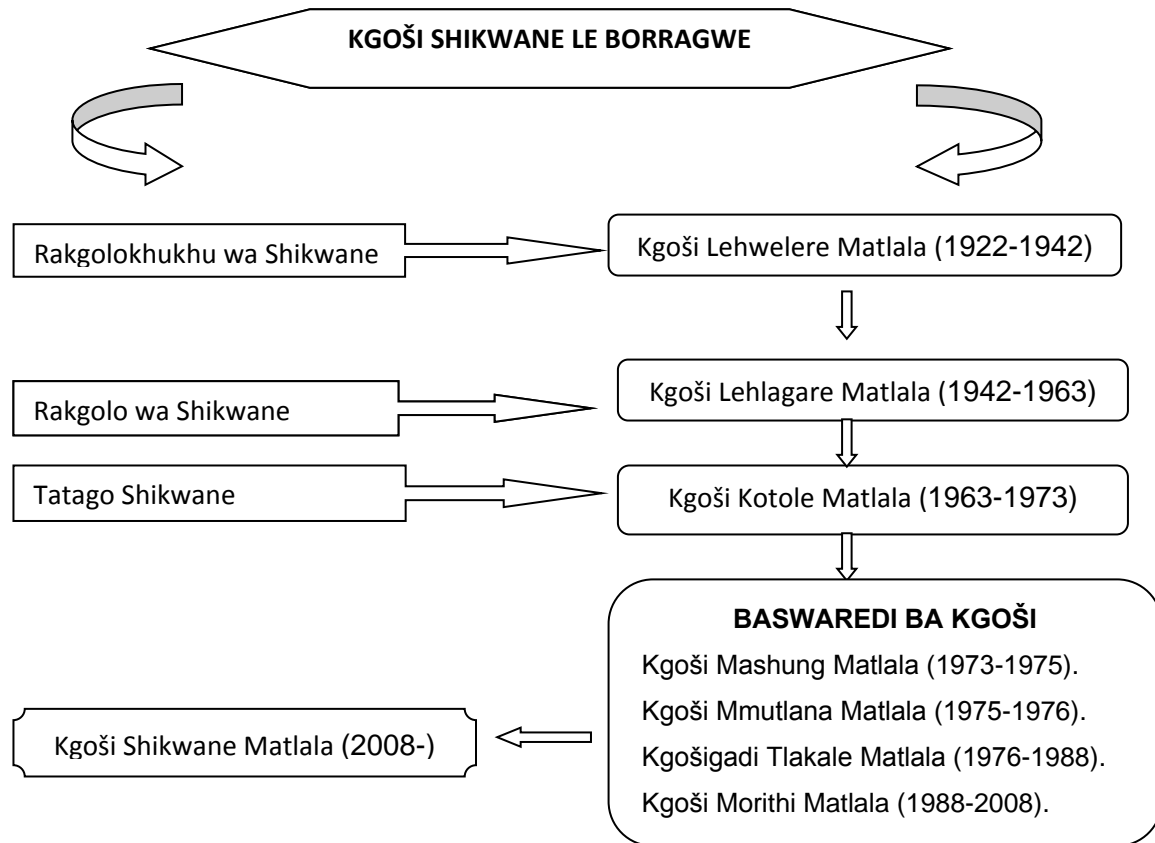 KGOŠI SHIKWANE LE BORRAGWE
Rakgolokhukhu wa Shikwane
Kgoši Lehwelere Matlala (1922-1942)
Rakgolo wa Shikwane
Kgoši Lehlagare Matlala (1942-1963)
Tatago Shikwane
Kgoši Kotole Matlala (1963-1973)
BASWAREDI BA KGOŠI
Kgoši Mashung Matlala (1973-1975).
Kgoši Mmutlana Matlala (1975-1976).
Kgošigadi Tlakale Matlala (1976-1988).
Kgoši Morithi Matlala (1988-2008).
Kgoši Shikwane Matlala (2008-)